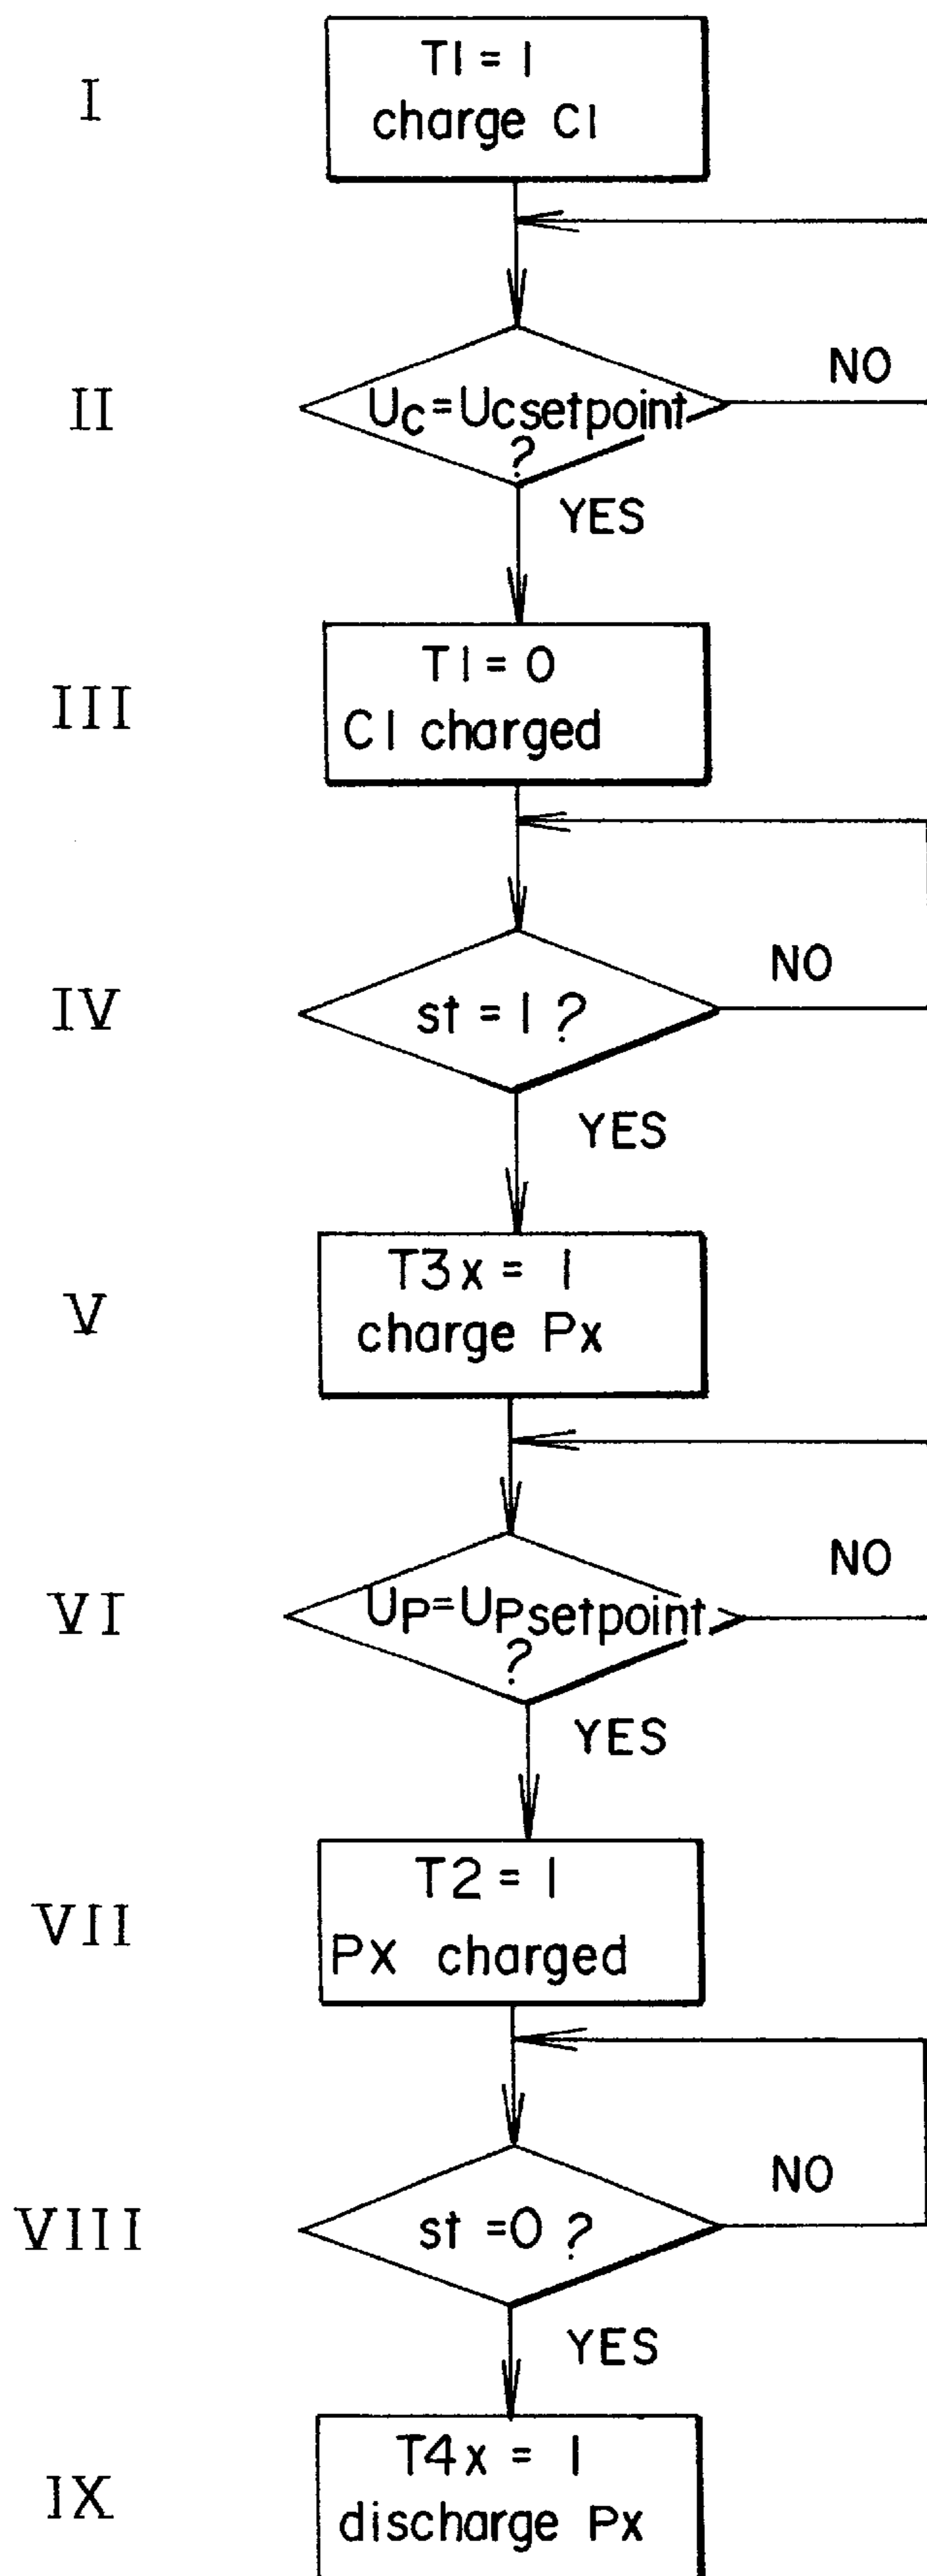 I
T1 = 1
charge C1
II
UC=UCsetpoint
?
NO
YES
III
T1 = 0
C1 charged
IV
st = 1 ?
NO
YES
V
T3x = 1
charge Px
VI
UP=UPsetpoint
?
NO
YES
VII
T2 = 1
Px charged
VIII
st =0 ?
NO
YES
IX
T4x = 1
discharge Px